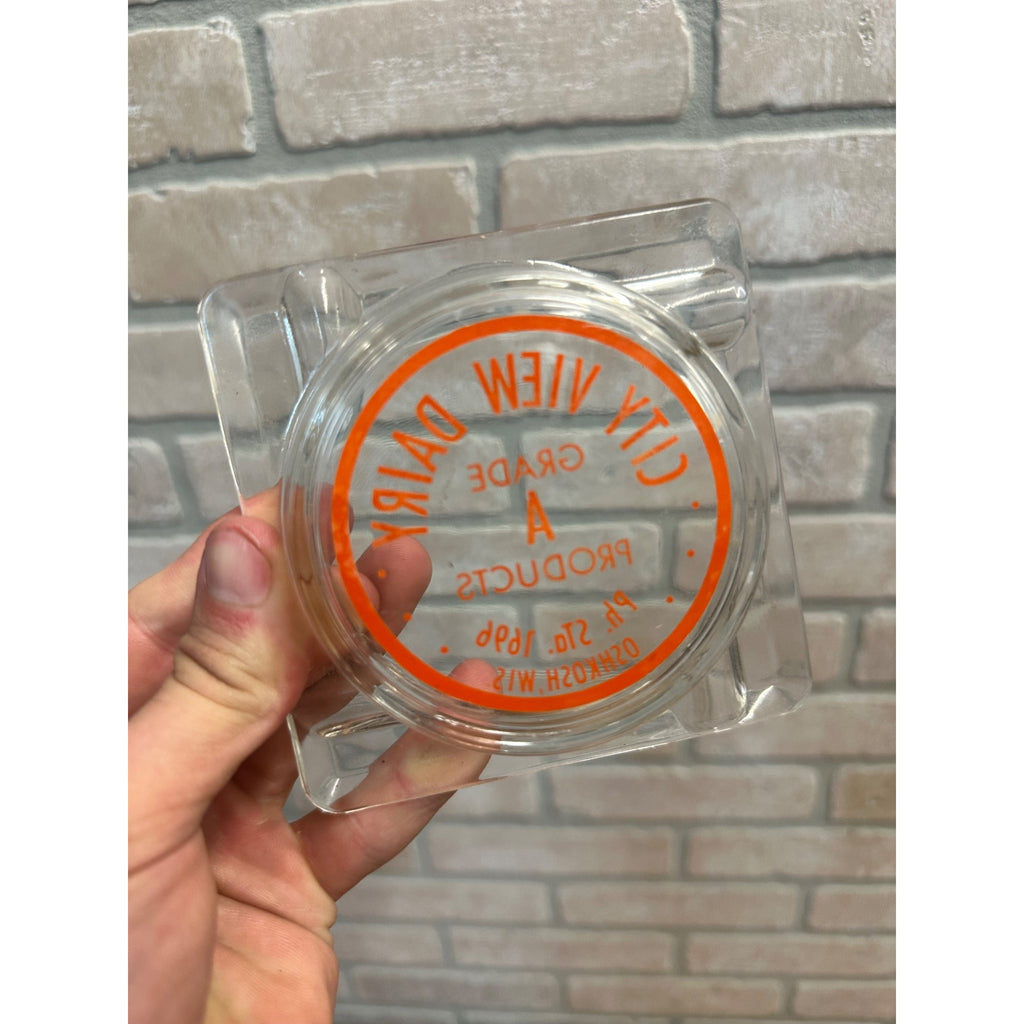 CITY VIEW DAIRY
GRADE
A
PRODUCTS
Ph. STa. 1696
OSHKOSH, WIS